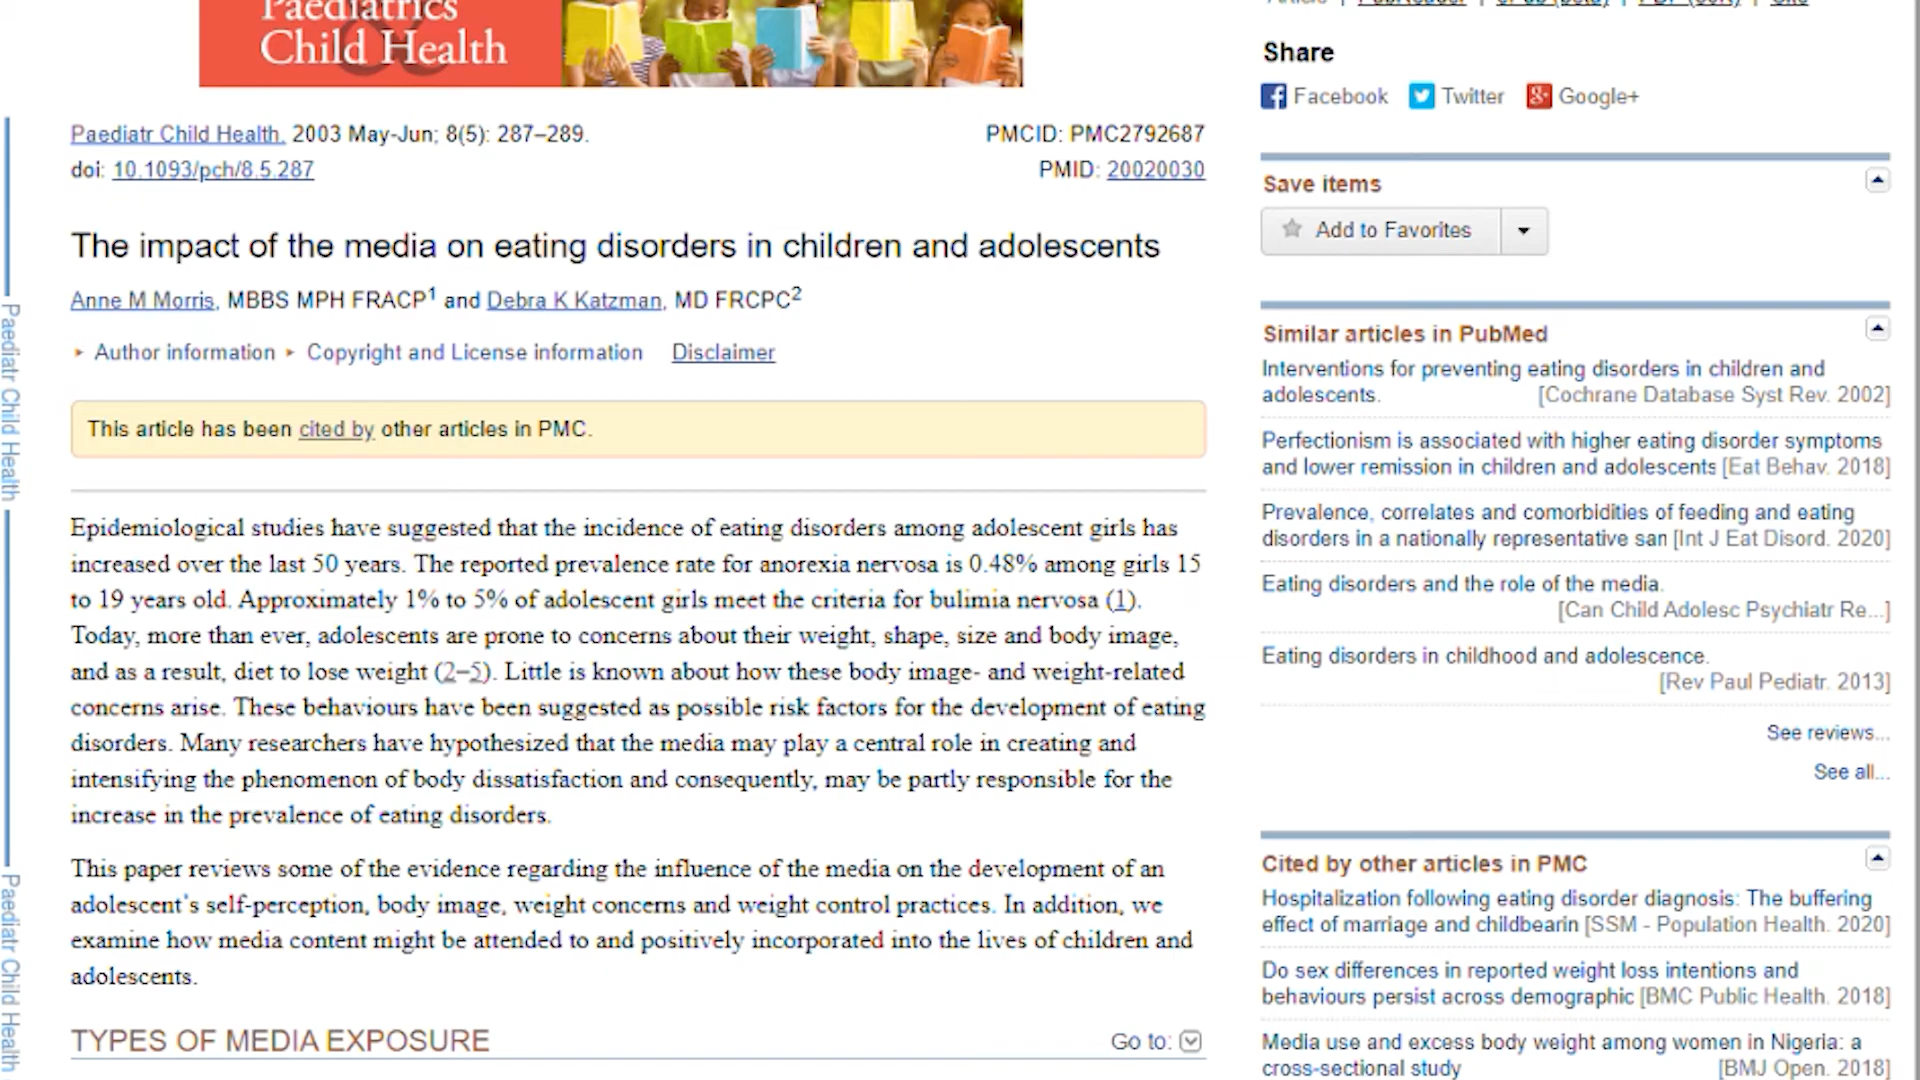 Paediatrics
& Child Health
Paediatr Child Health. 2003 May-Jun; 8(5): 287–289.
doi: 10.1093/pch/8.5.287
PMCID: PMC2792687
PMID: 20020030
The impact of the media on eating disorders in children and adolescents
Anne M Morris, MBBS MPH FRACP1 and Debra K Katzman, MD FRCPC2
Author information Copyright and License information Disclaimer
This article has been cited by other articles in PMC.
Epidemiological studies have suggested that the incidence of eating disorders among adolescent girls has
increased over the last 50 years. The reported prevalence rate for anorexia nervosa is 0.48% among girls 15
to 19 years old. Approximately 1% to 5% of adolescent girls meet the criteria for bulimia nervosa (1).
Today, more than ever, adolescents are prone to concerns about their weight, shape, size and body image,
and as a result, diet to lose weight (2–5). Little is known about how these body image- and weight-related
concerns arise. These behaviours have been suggested as possible risk factors for the development of eating
disorders. Many researchers have hypothesized that the media may play a central role in creating and
intensifying the phenomenon of body dissatisfaction and consequently, may be partly responsible for the
increase in the prevalence of eating disorders.
This paper reviews some of the evidence regarding the influence of the media on the development of an
adolescent's self-perception, body image, weight concerns and weight control practices. In addition, we
examine how media content might be attended to and positively incorporated into the lives of children and
adolescents.
TYPES OF MEDIA EXPOSURE
Go to:
Paediatr Child Health
Paediatr Child Health
Article | PubReader | ePub (beta) | PDF (50K) | Cite
Share
Facebook Twitter Google+
Save items
Add to Favorites
Similar articles in PubMed
Interventions for preventing eating disorders in children and
adolescents. [Cochrane Database Syst Rev. 2002]
Perfectionism is associated with higher eating disorder symptoms
and lower remission in children and adolescents [Eat Behav. 2018]
Prevalence, correlates and comorbidities of feeding and eating
disorders in a nationally representative san [Int J Eat Disord. 2020]
Eating disorders and the role of the media.
[Can Child Adolesc Psychiatr Re...]
Eating disorders in childhood and adolescence.
[Rev Paul Pediatr. 2013]
See reviews...
See all...
Cited by other articles in PMC
Hospitalization following eating disorder diagnosis: The buffering
effect of marriage and childbearin [SSM - Population Health. 2020]
Do sex differences in reported weight loss intentions and
behaviours persist across demographic [BMC Public Health. 2018]
Media use and excess body weight among women in Nigeria: a
cross-sectional study [BMJ Open. 2018]